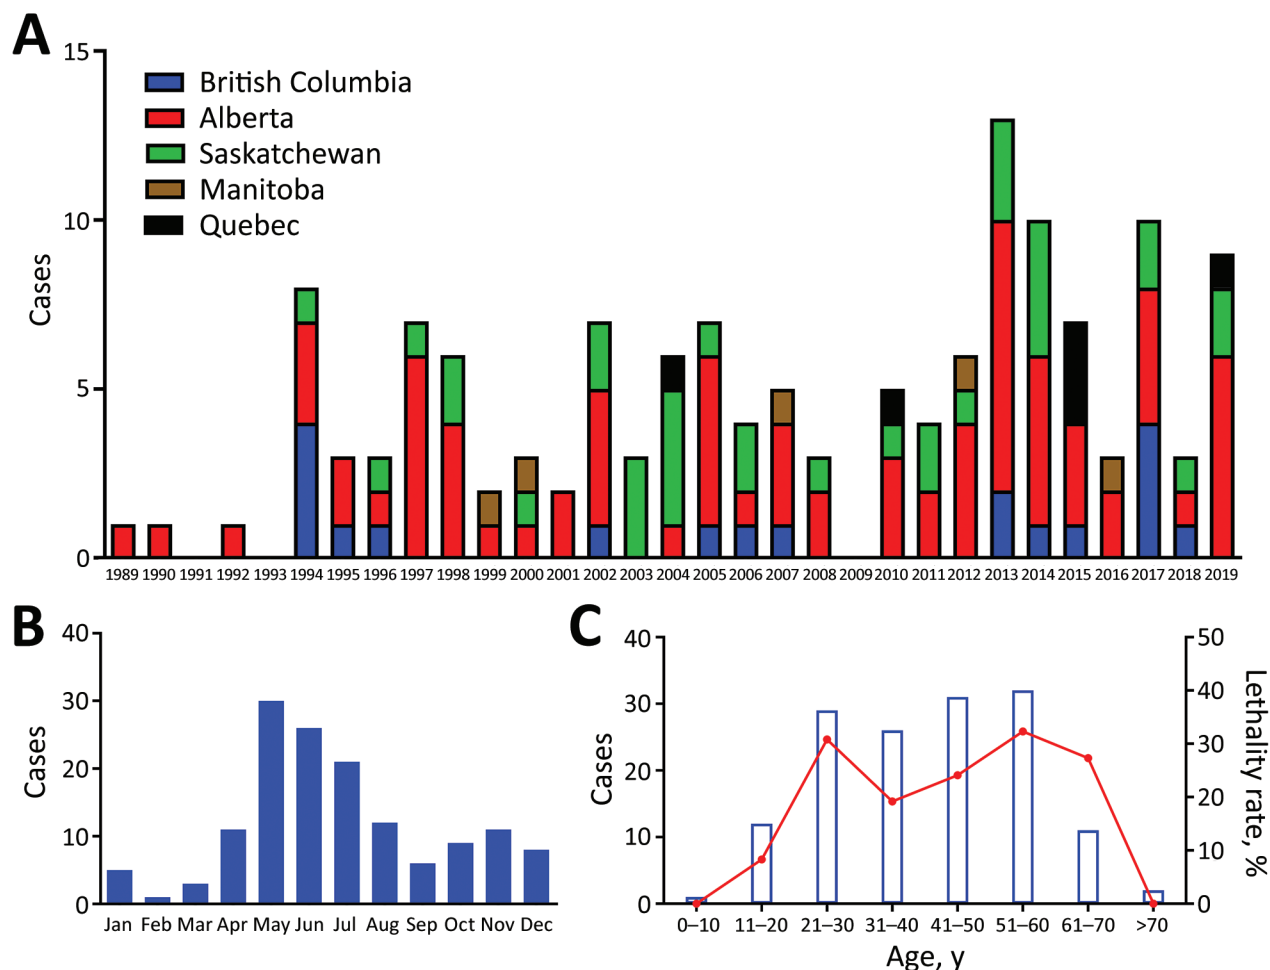 A
15
British Columbia
Alberta
Saskatchewan
Manitoba
Quebec
10
Cases
5
0
1989 1990 1991 1992 1993 1994 1995 1996 1997 1998 1999 2000 2001 2002 2003 2004 2005 2006 2007 2008 2009 2010 2011 2012 2013 2014 2015 2016 2017 2018 2019
B
40
30
Cases
20
10
0
Jan Feb Mar Apr May Jun Jul Aug Sep Oct Nov Dec
C
40
30
Cases
20
10
0
50
40
30
20
10
0
Lethality rate, %
0–10 11–20 21–30 31–40 41–50 51–60 61–70 >70
Age, y